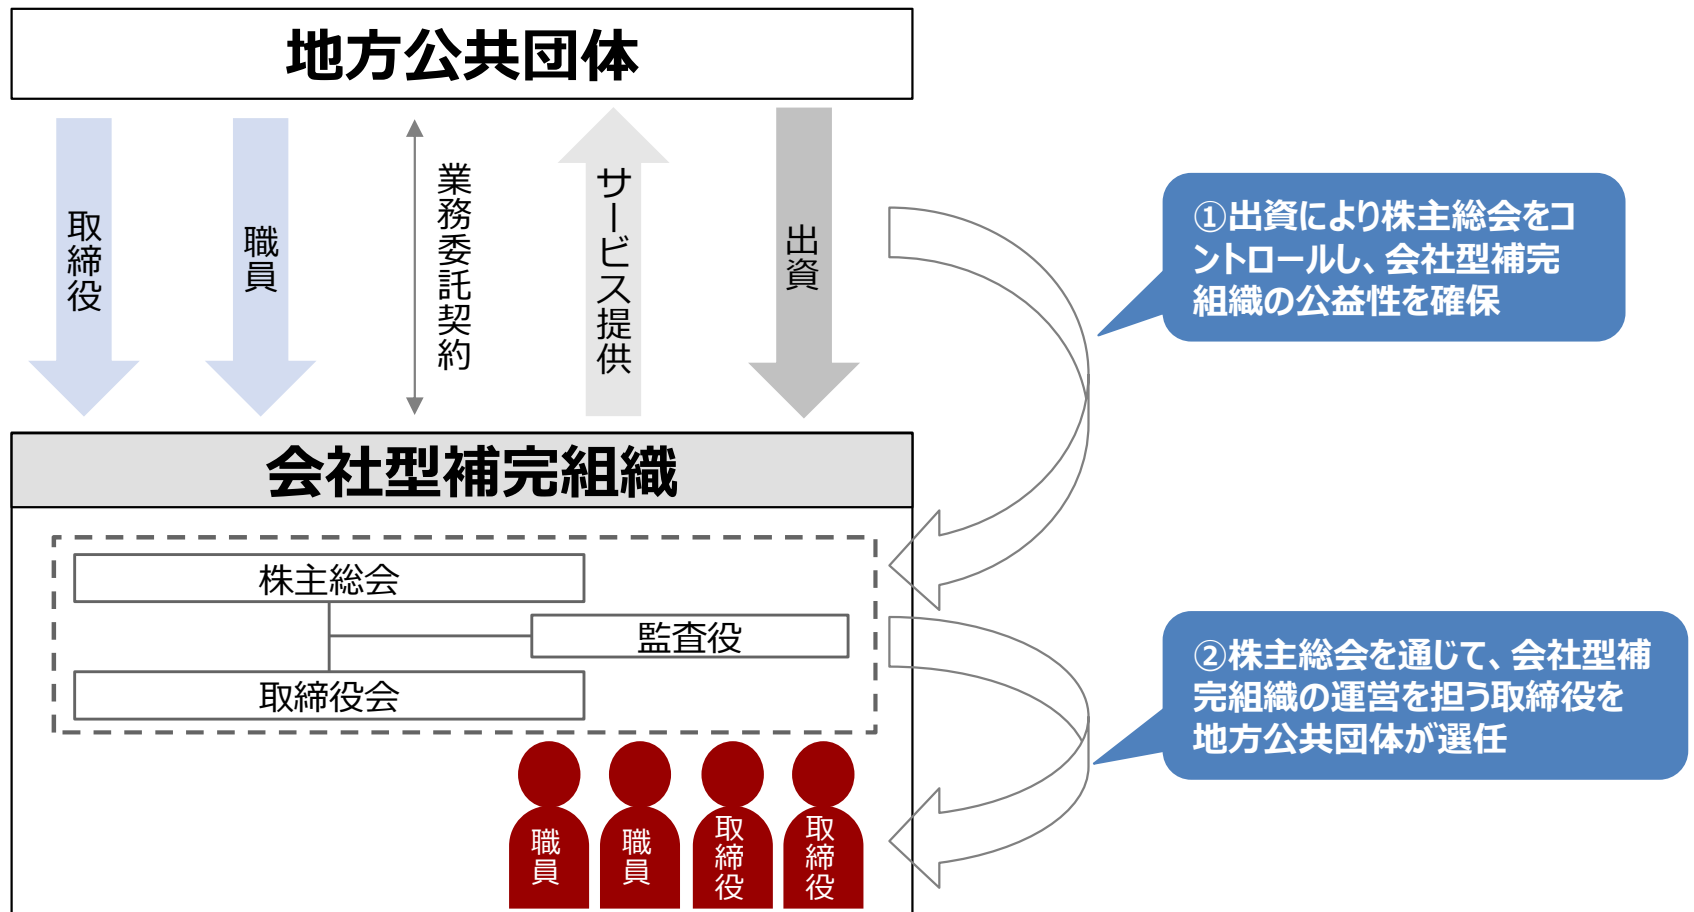 地方公共団体
取締役
職員
業務委託契約
サービス提供
出資
①出資により株主総会をコ
ントロールし、会社型補完
組織の公益性を確保
会社型補完組織
株主総会
監査役
取締役会
②株主総会を通じて、会社型補
完組織の運営を担う取締役を
地方公共団体が選任
職員
職員
取締役
取締役